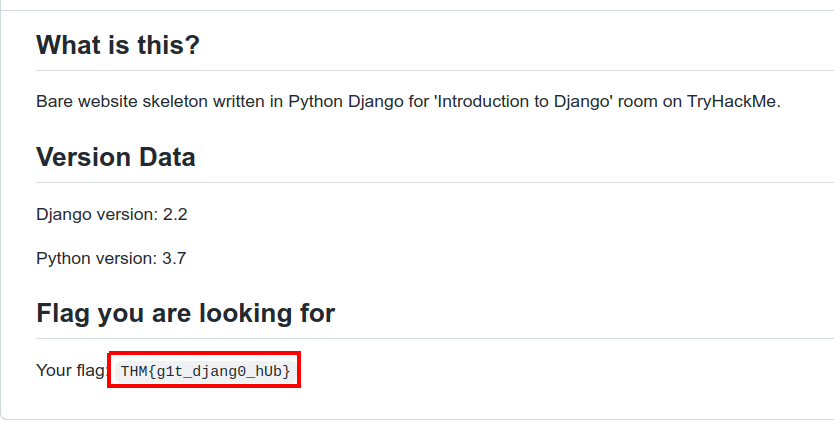 What is this?
Bare website skeleton written in Python Django for 'Introduction to Django' room on TryHackMe.
Version Data
Django version: 2.2
Python version: 3.7
Flag you are looking for
Your flag: THM{g1t_djang0_hUb}